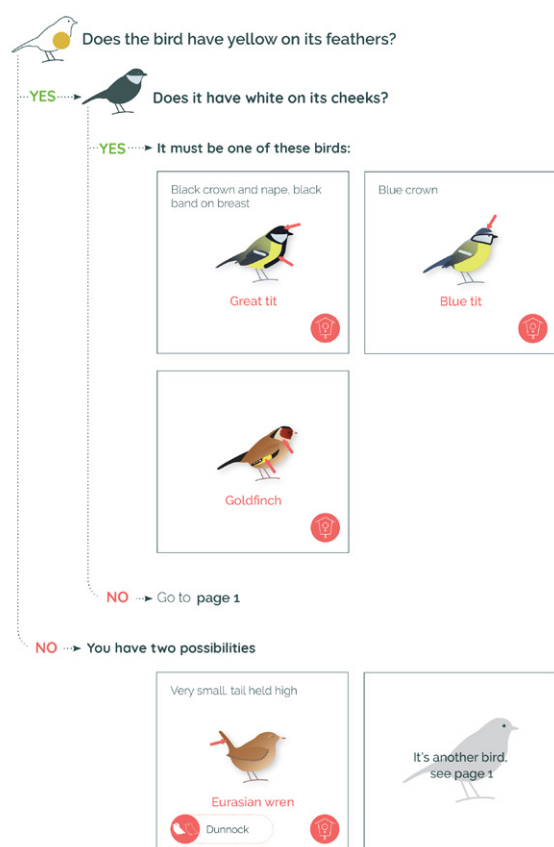 Does the bird have yellow on its feathers?
YES
Does it have white on its cheeks?
YES
It must be one of these birds:
Black crown and nape, black
band on breast
Great tit
Blue crown
Blue tit
Goldfinch
NO
Go to page 1
NO
You have two possibilities
Very small, tail held high
Eurasian wren
Dunnock
It's another bird,
see page 1